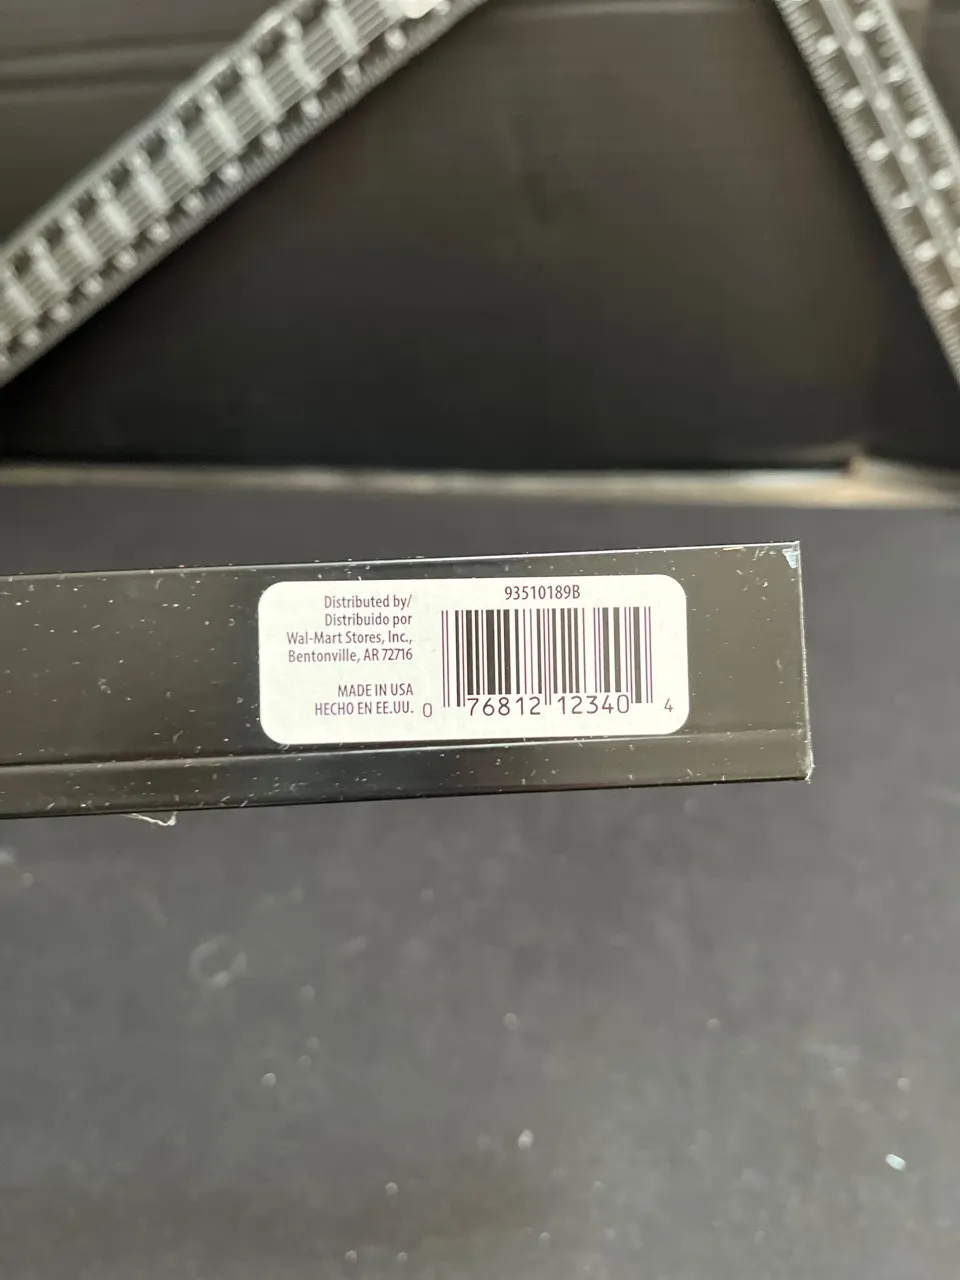 Distributed by/
Distribuido por
Wal-Mart Stores, Inc.,
Bentonville, AR 72716
MADE IN USA
HECHO EN EE.UU.
93510189B
0 76812 12340 4